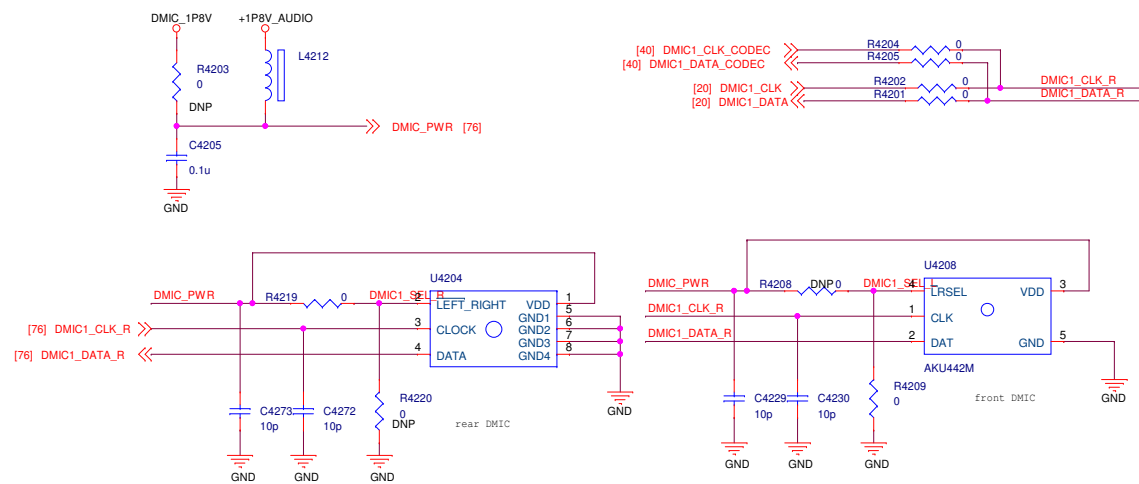 DMIC_1P8V
+1P8V_AUDIO
R4203
0
DNP
L4212
DMIC_PWR [76]
C4205
0.1u
GND
[40] DMIC1_CLK_CODEC
[40] DMIC1_DATA_CODEC
R4204 0
R4205 0
[20] DMIC1_CLK
[20] DMIC1_DATA
R4202 0
R4201 0
DMIC1_CLK_R
DMIC1_DATA_R
U4204
DMIC_PWR
R4219 0
DMIC1_SEL_R
2 LEFT_RIGHT
VDD 1
GND1 5
[76] DMIC1_CLK_R
3 CLOCK
GND2 6
GND3 7
[76] DMIC1_DATA_R
4 DATA
GND4 8
C4273
10p
C4272
10p
R4220
0
DNP
rear DMIC
GND
GND
GND
GND
U4208
DMIC_PWR
R4208 DNP 0
DMIC1_SEL_L
4 LRSEL
VDD 3
DMIC1_CLK_R
1 CLK
DMIC1_DATA_R
2 DAT
GND 5
AKU442M
C4229
10p
C4230
10p
R4209
0
front DMIC
GND
GND
GND
GND